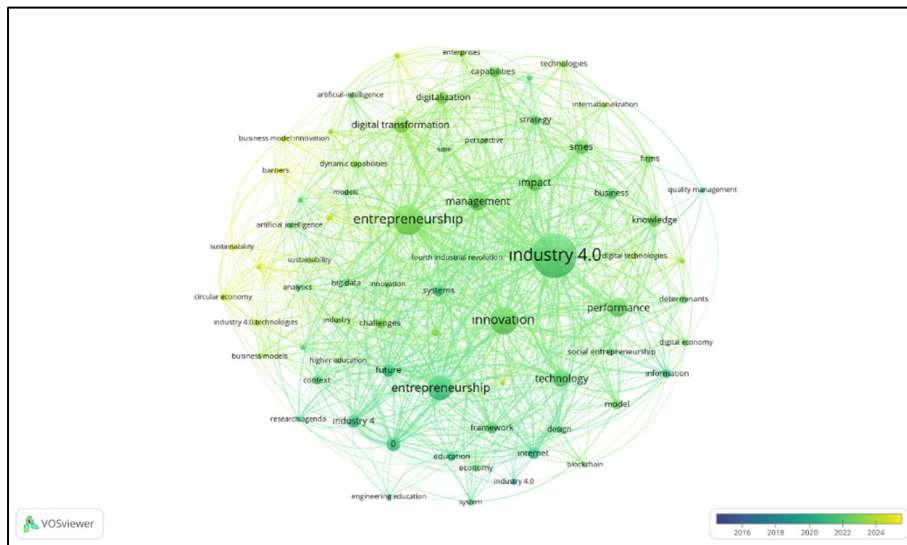 enterprises
capabilities
technologies
artificial-intelligence
digitalization
internationalization
digital transformation
strategy
business model innovation
perspective
smes
sme
firms
barriers
dynamic capabilities
impact
quality management
models
management
business
entrepreneurship
knowledge
artificial intelligence
sustainability
industry 4.0
fourth industrial revolution
digital technologies
sustainability
analytics
big data
innovation
systems
circular economy
determinants
performance
industry 4.0 technologies
industry
challenges
innovation
digital economy
business models
higher education
social entrepreneurship
future
information
context
entrepreneurship
technology
model
research agenda
industry 4
framework
design
0
education
internet
economy
blockchain
industry 4.0
engineering education
system
VOSviewer
2016 2018 2020 2022 2024